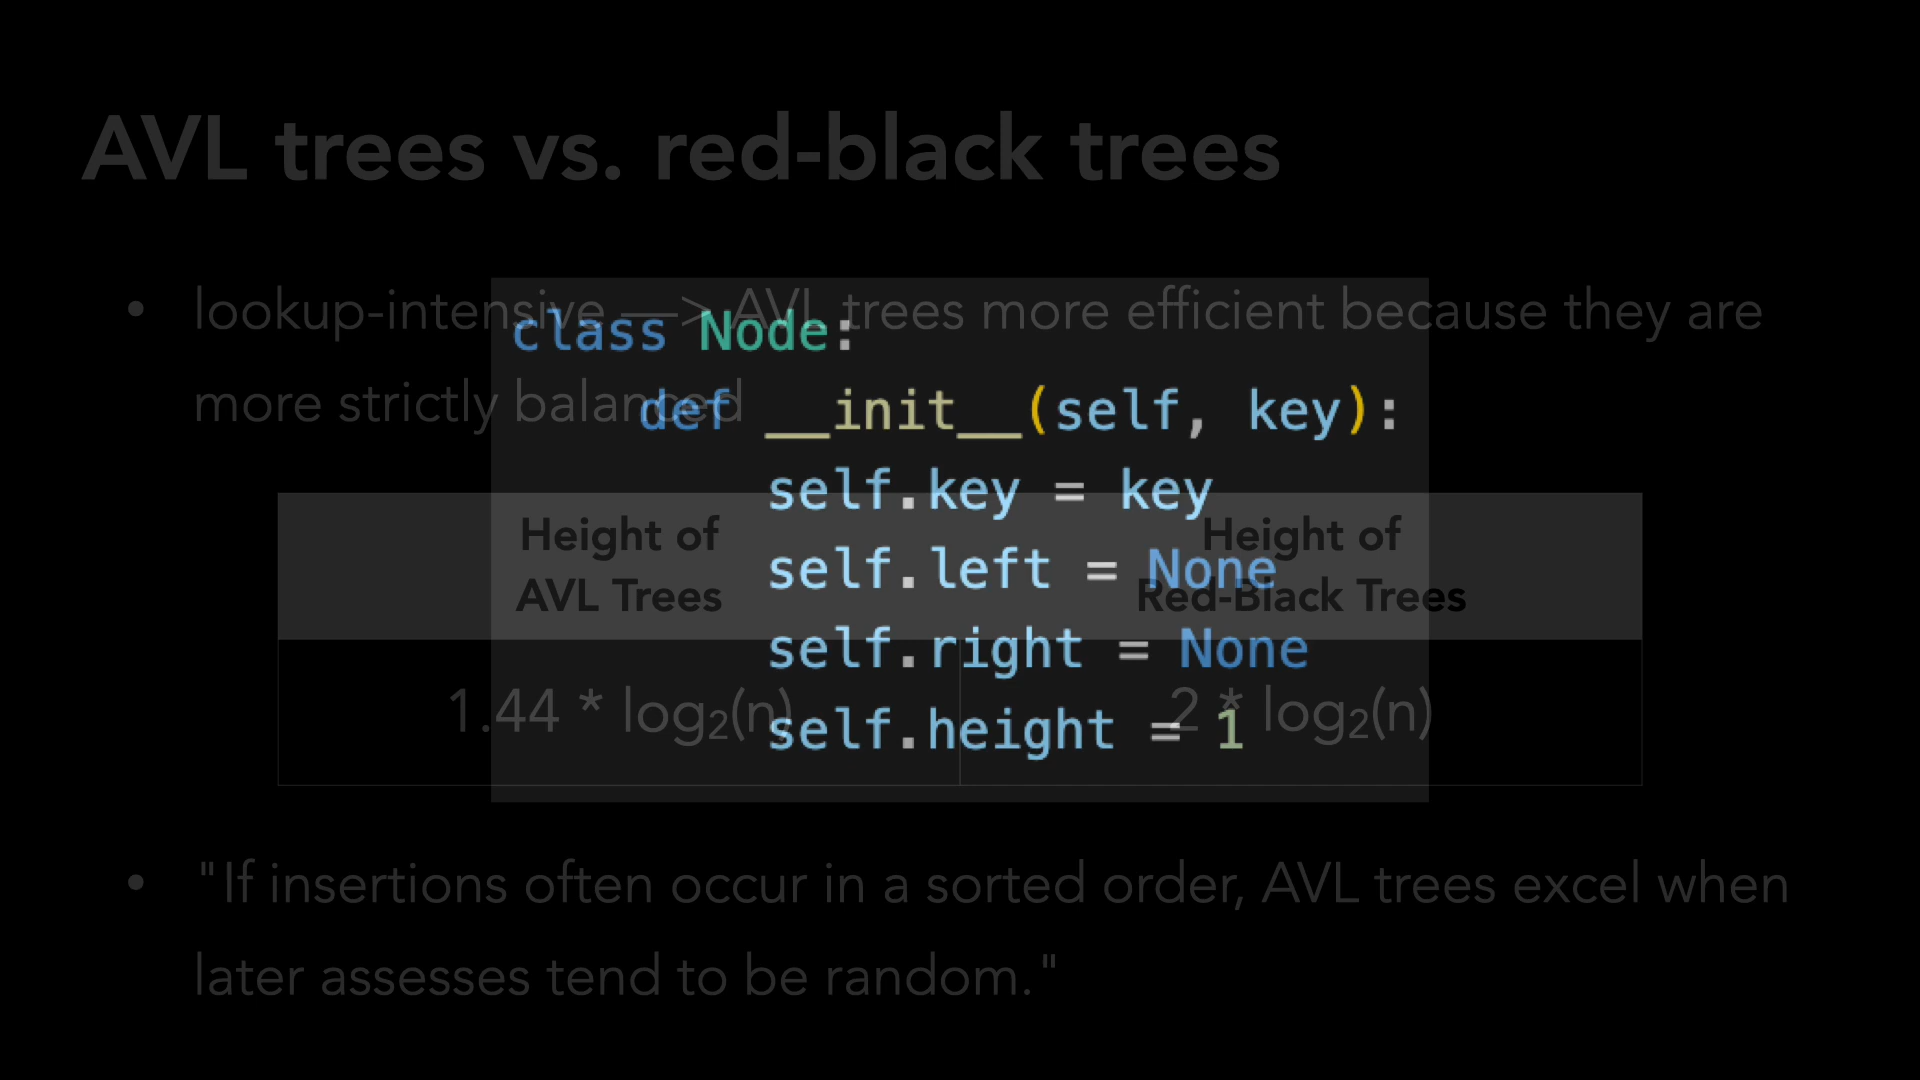 AVL trees vs. red-black trees
• lookup-intensive —> AVL trees more efficient because they are
more strictly balanced
Height of
AVL Trees
Height of
Red-Black Trees
1.44 * log₂(n)
2 * log₂(n)
• "If insertions often occur in a sorted order, AVL trees excel when
later assesses tend to be random."
class Node:
    def __init__(self, key):
        self.key = key
        self.left = None
        self.right = None
        self.height = 1